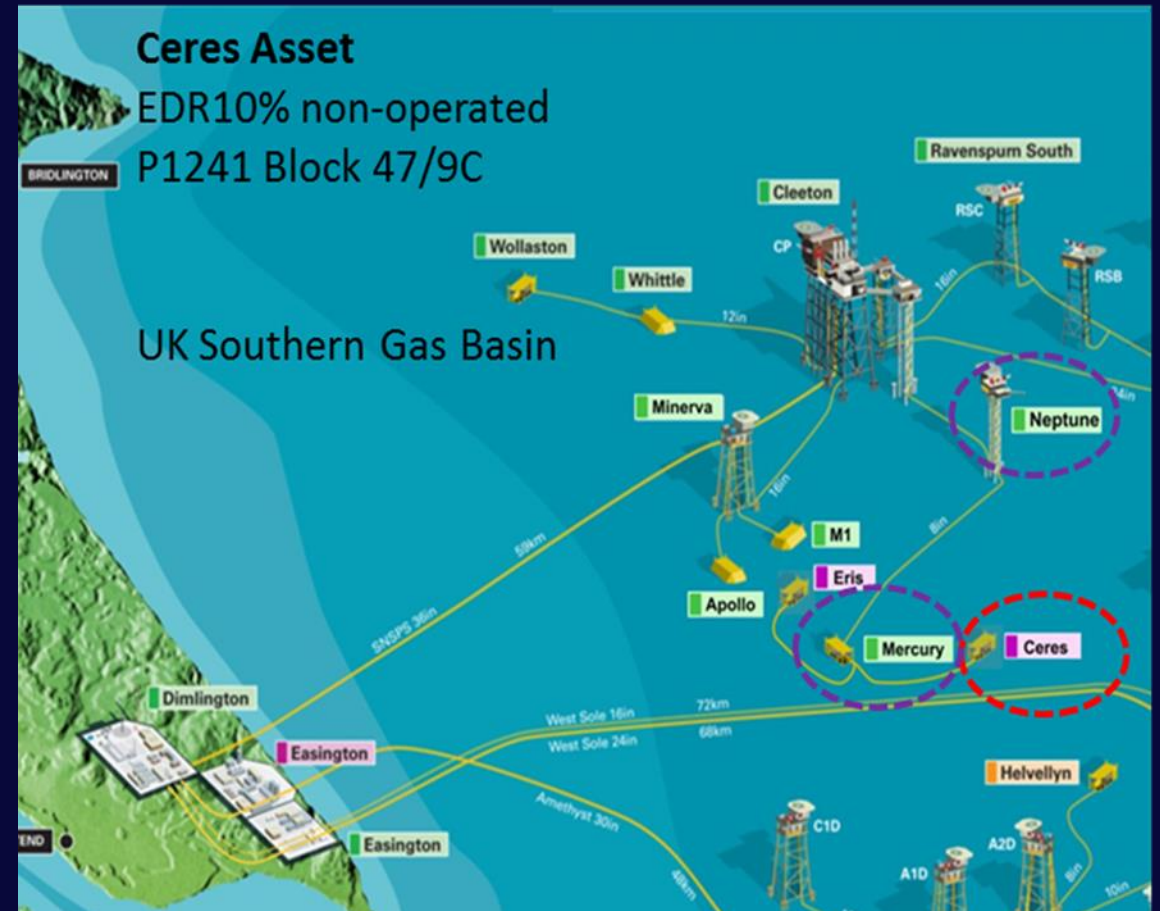 Ceres Asset
EDR10% non-operated
P1241 Block 47/9C
BRIDLINGTON
UK Southern Gas Basin
Ravenspurn South
RSC
RSB
Cleeton
CP
Wollaston
Whittle
12in
16in
24in
Neptune
Minerva
16in
8in
M1
Eris
Apollo
Mercury
Ceres
59km
SNSPS 36in
Dimlington
Easington
West Sole 16in
72km
West Sole 24in
68km
Helvellyn
Amethyst 30in
48km
Easington
END
C1D
A2D
A1D
8in
10in